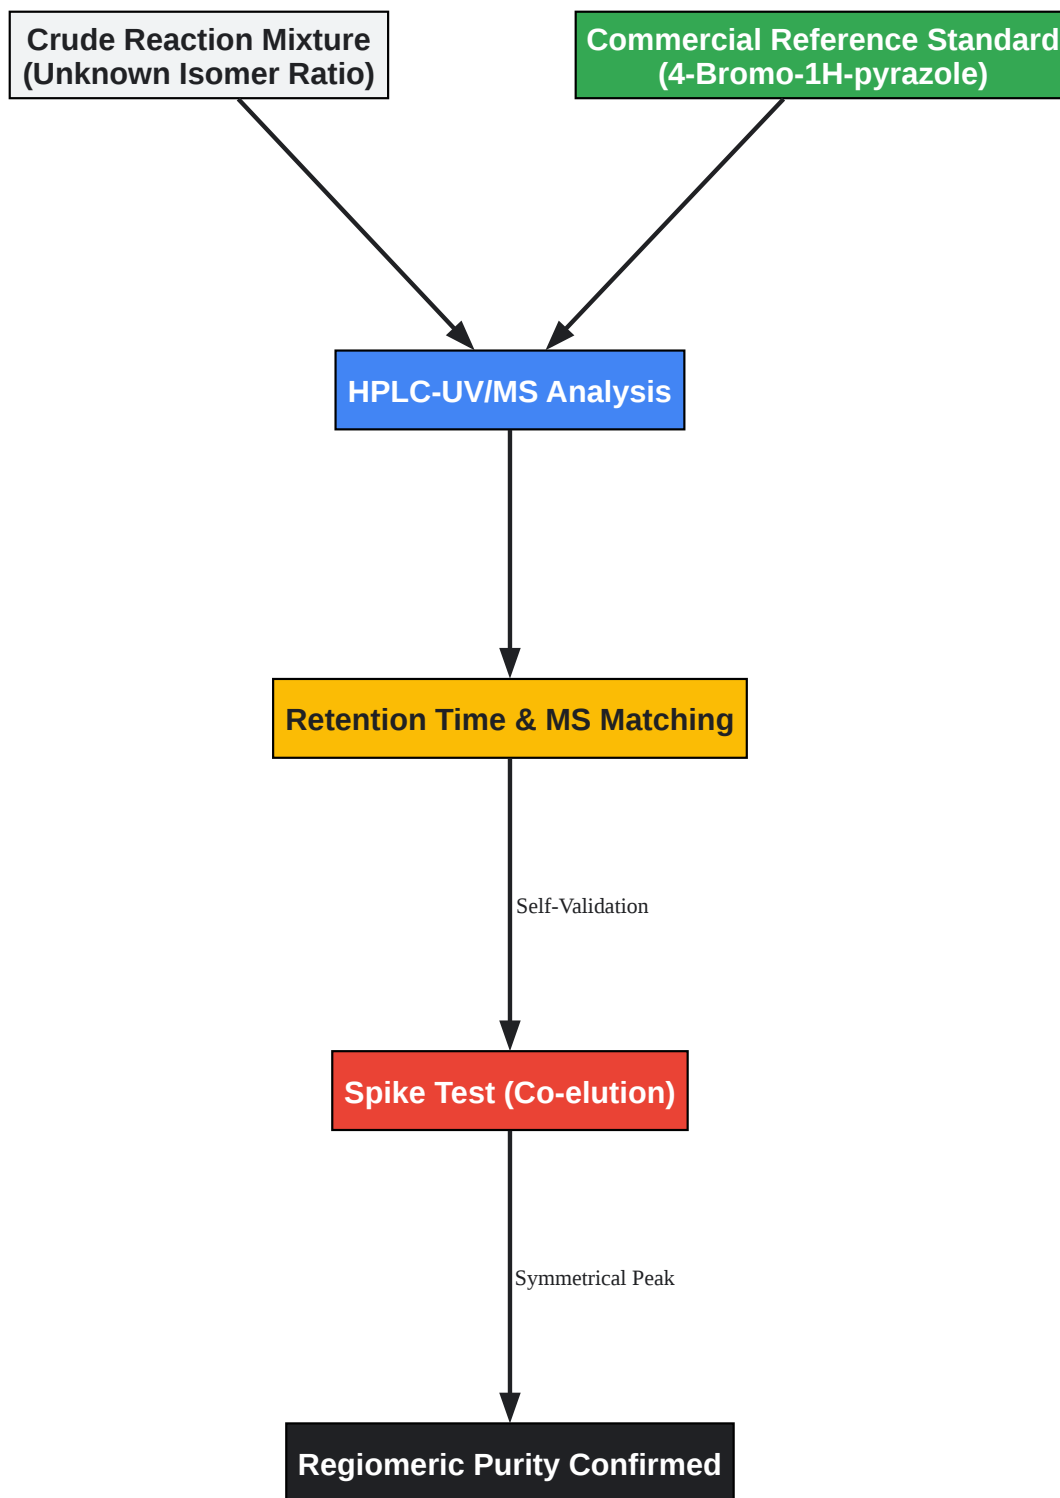 Crude Reaction Mixture
(Unknown Isomer Ratio)
Commercial Reference Standard
(4-Bromo-1H-pyrazole)
HPLC-UV/MS Analysis
Retention Time & MS Matching
Self-Validation
Spike Test (Co-elution)
Symmetrical Peak
Regiomeric Purity Confirmed